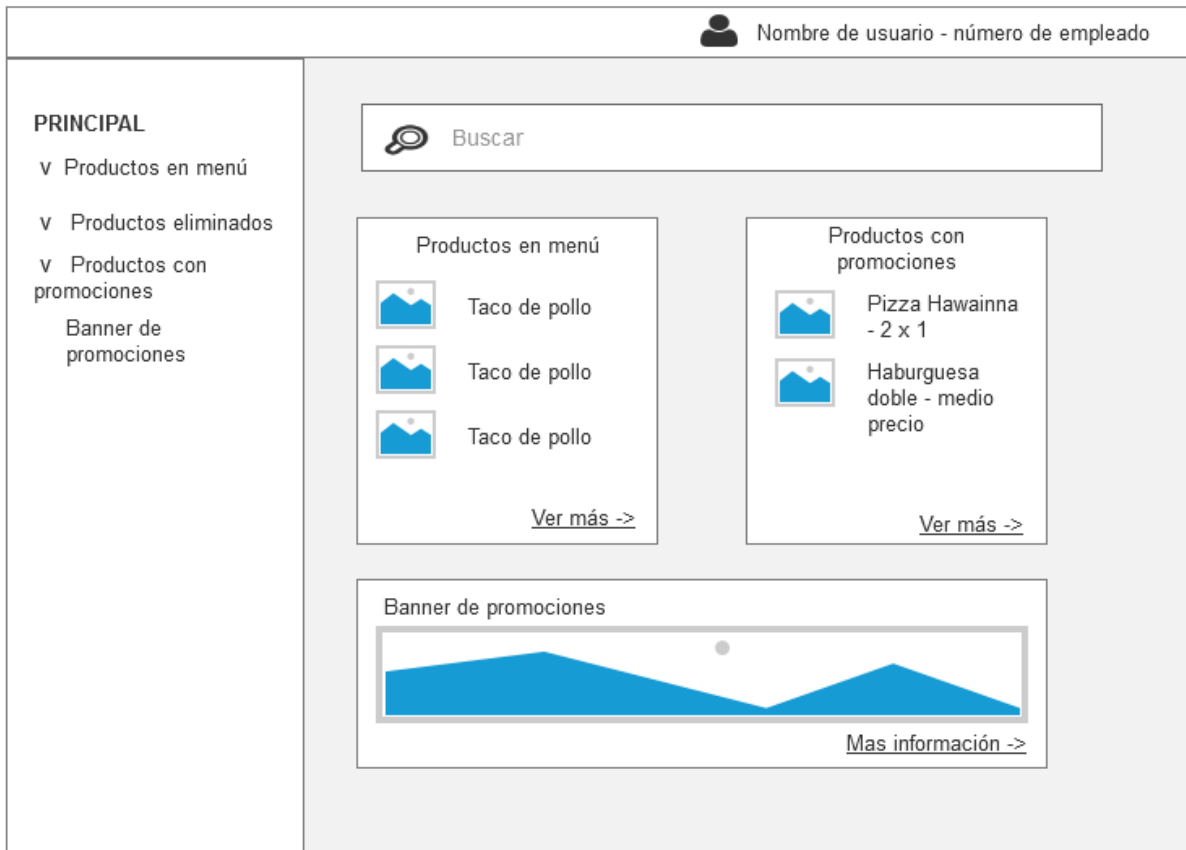 Nombre de usuario - número de empleado
PRINCIPAL
v Productos en menú
v Productos eliminados
v Productos con
promociones
Banner de
promociones
Buscar
Productos en menú
Taco de pollo
Taco de pollo
Taco de pollo
Ver más ->
Productos con
promociones
Pizza Hawainna
- 2 x 1
Haburguesa
doble - medio
precio
Ver más ->
Banner de promociones
Mas información ->